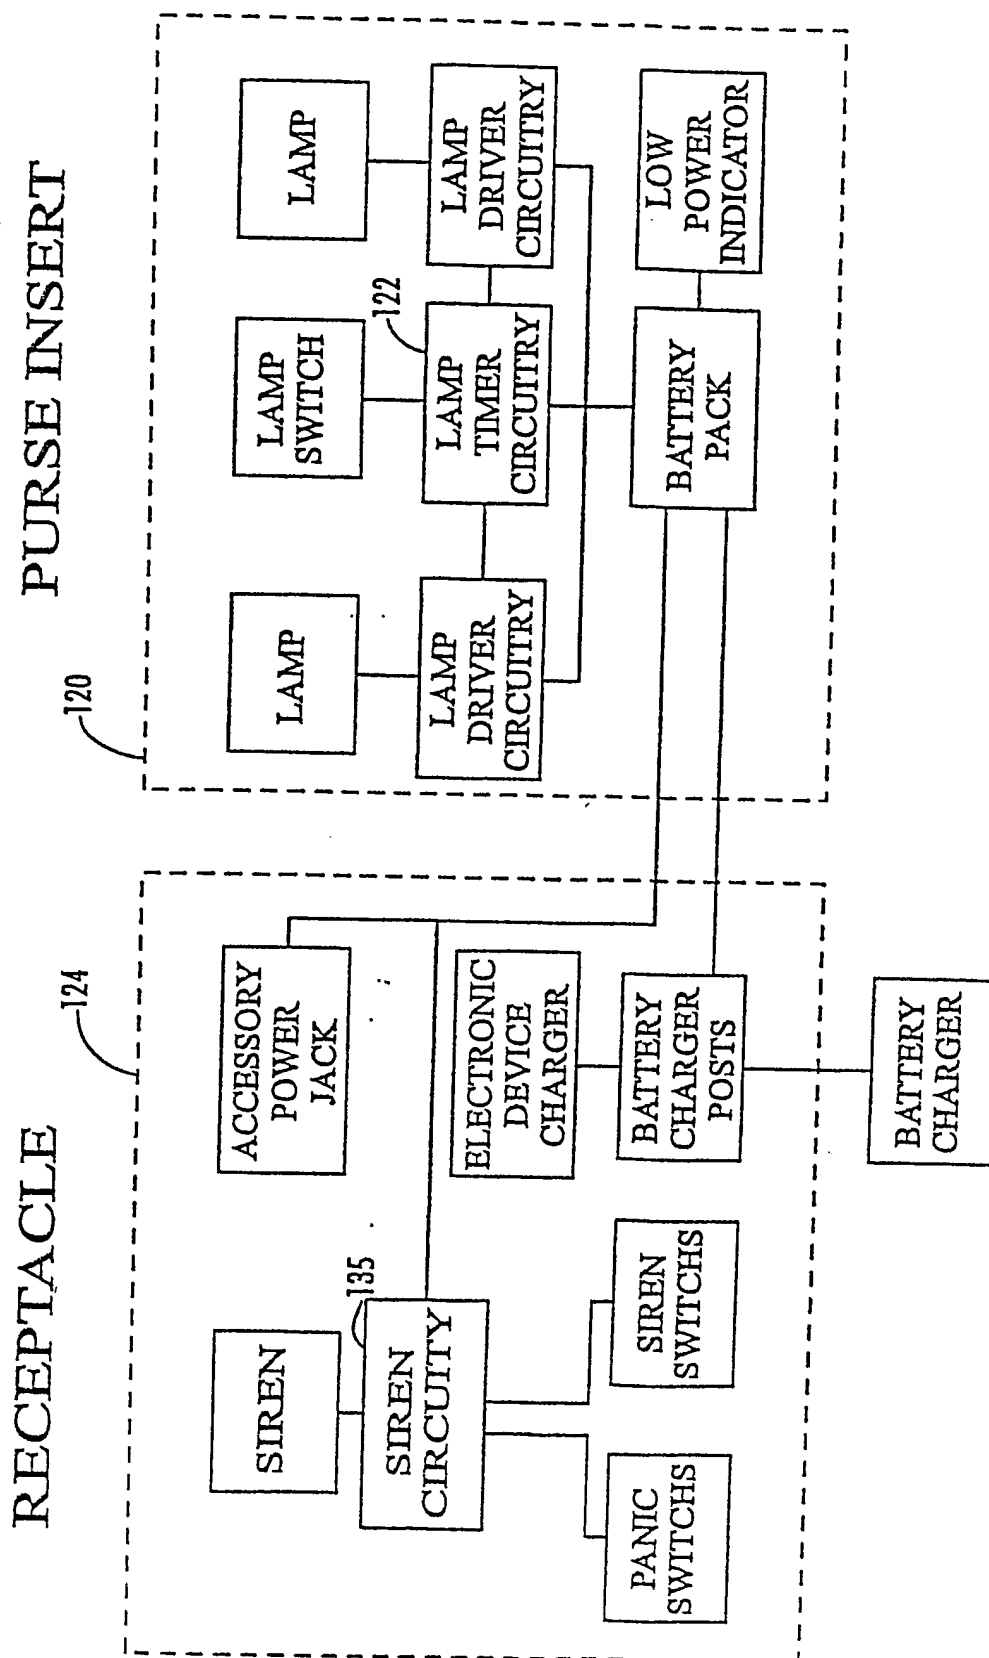 RECEPTACLE
PURSE INSERT
124
120
SIREN
135
SIREN
CIRCUITY
PANIC
SWITCHS
SIREN
SWITCHS
ACCESSORY
POWER
JACK
ELECTRONIC
DEVICE
CHARGER
BATTERY
CHARGER
POSTS
BATTERY
CHARGER
LAMP
LAMP
SWITCH
LAMP
LAMP
DRIVER
CIRCUITRY
122
LAMP
TIMER
CIRCUITRY
LAMP
DRIVER
CIRCUITRY
BATTERY
PACK
LOW
POWER
INDICATOR